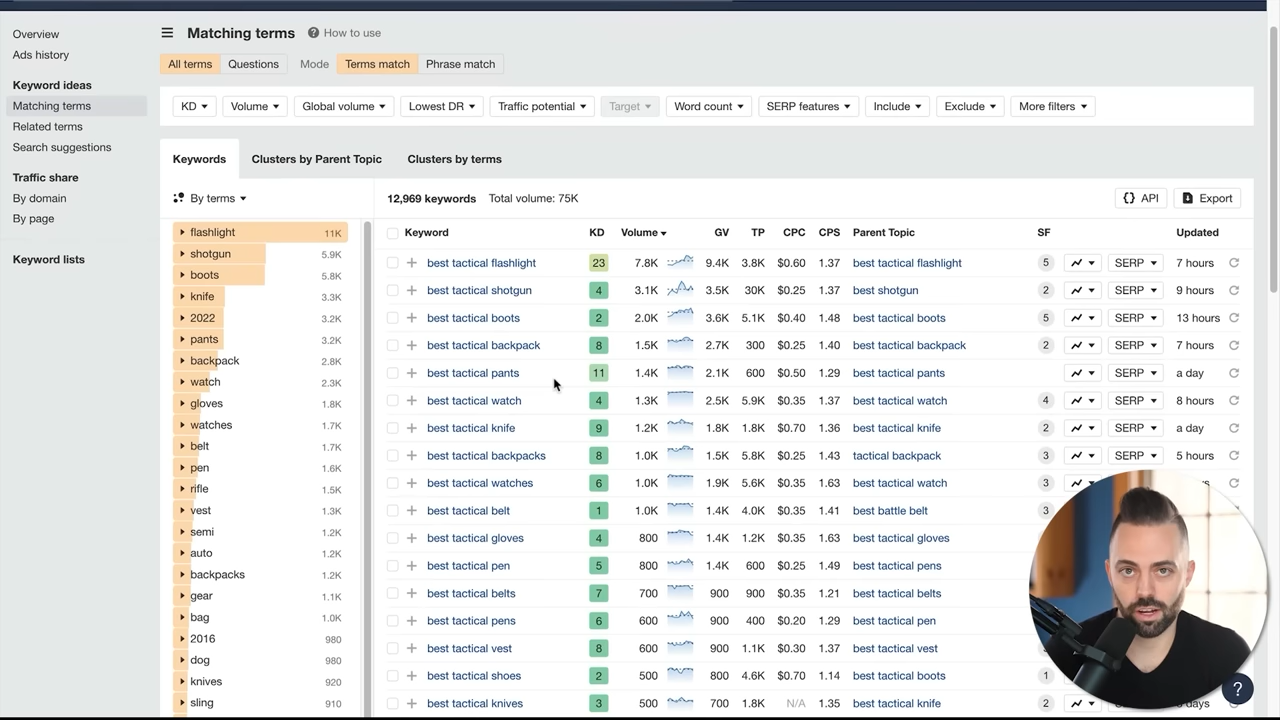 Overview
Ads history
Keyword ideas
Matching terms
Related terms
Search suggestions
Traffic share
By domain
By page
Keyword lists
Matching terms ? How to use
All terms Questions Mode Terms match Phrase match
KD Volume Global volume Lowest DR Traffic potential Target Word count SERP features Include Exclude More filters
Keywords Clusters by Parent Topic Clusters by terms
By terms
flashlight 11K
shotgun 5.9K
boots 5.8K
knife 3.3K
2022 3.2K
pants 3.2K
backpack 2.8K
watch 2.3K
gloves 1.8K
watches 1.7K
belt 1.7K
pen 1.6K
rifle 1.5K
vest 1.3K
semi 1.2K
auto 1.2K
backpacks 1.2K
gear 1.1K
bag 1.0K
2016 980
dog 980
knives 920
sling 910
12,969 keywords Total volume: 75K {} API Export
Keyword KD Volume GV TP CPC CPS Parent Topic SF Updated
best tactical flashlight 23 7.8K 9.4K 3.8K $0.60 1.37 best tactical flashlight 5 SERP 7 hours
best tactical shotgun 4 3.1K 3.5K 30K $0.25 1.37 best shotgun 2 SERP 9 hours
best tactical boots 2 2.0K 3.6K 5.1K $0.40 1.48 best tactical boots 5 SERP 13 hours
best tactical backpack 8 1.5K 2.7K 300 $0.25 1.40 best tactical backpack 2 SERP 7 hours
best tactical pants 11 1.4K 2.1K 600 $0.50 1.29 best tactical pants SERP a day
best tactical watch 4 1.3K 2.5K 5.9K $0.35 1.37 best tactical watch 4 SERP 8 hours
best tactical knife 9 1.2K 1.8K 1.8K $0.70 1.36 best tactical knife 2 SERP a day
best tactical backpacks 8 1.0K 1.5K 5.8K $0.25 1.43 tactical backpack 3 SERP 5 hours
best tactical watches 6 1.0K 1.9K 5.6K $0.35 1.63 best tactical watch 3
best tactical belt 1 1.0K 1.4K 4.0K $0.35 1.41 best battle belt 3
best tactical gloves 4 800 1.4K 1.2K $0.35 1.63 best tactical gloves
best tactical pen 5 800 1.4K 600 $0.25 1.49 best tactical pens
best tactical belts 7 700 900 900 $0.35 1.21 best tactical belts
best tactical pens 6 600 900 400 $0.20 1.29 best tactical pen
best tactical vest 8 600 900 1.1K $0.30 1.37 best tactical vest
best tactical shoes 2 500 800 4.6K $0.70 1.14 best tactical boots 1
best tactical knives 3 500 700 1.8K N/A 1.35 best tactical knife 2 days
?